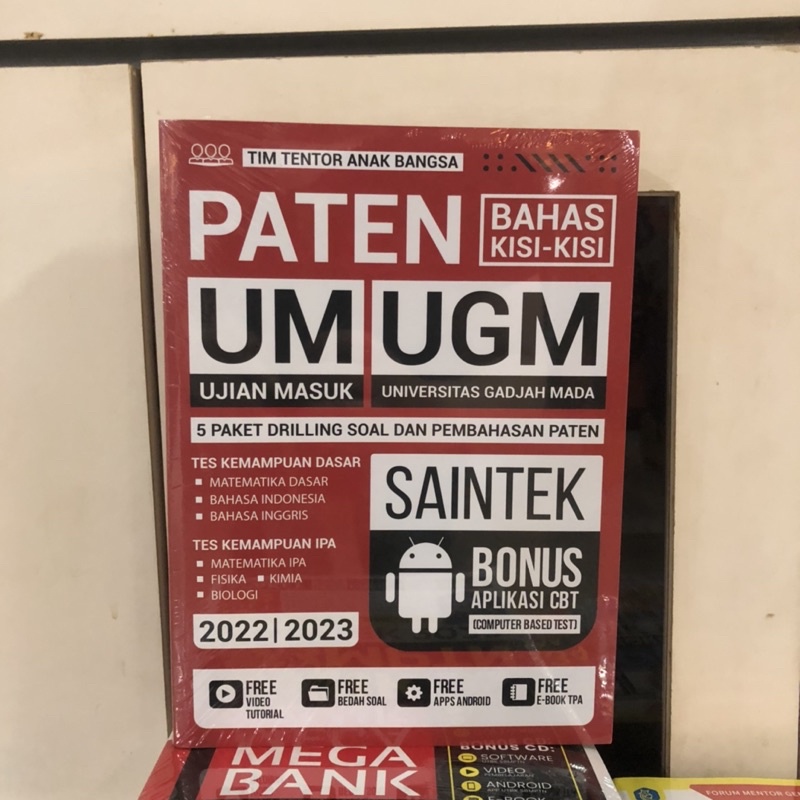 TIM TENTOR ANAK BANGSA
PATEN
BAHAS
KISI-KISI
UM
UJIAN MASUK
UGM
UNIVERSITAS GADJAH MADA
5 PAKET DRILLING SOAL DAN PEMBAHASAN PATEN
TES KEMAMPUAN DASAR
MATEMATIKA DASAR
BAHASA INDONESIA
BAHASA INGGRIS
TES KEMAMPUAN IPA
MATEMATIKA IPA
FISIKA KIMIA
BIOLOGI
2022|2023
SAINTEK
BONUS
APLIKASI CBT
(COMPUTER BASED TEST)
FREE
VIDEO
TUTORIAL
FREE
BEDAH SOAL
FREE
APPS ANDROID
FREE
E-BOOK TPA
MEGA
BANK
BONUS CD:
SOFTWARE
VIDEO
ANDROID
E-BOOK
FORUM MENTOR